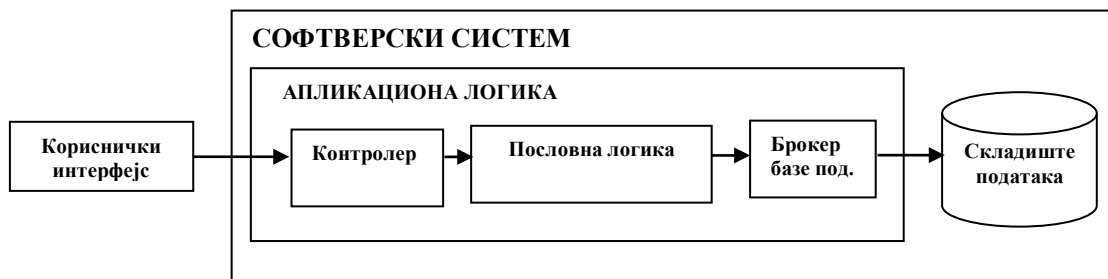 СОФТВЕРСКИ СИСТЕМ
АПЛИКАЦИОНА ЛОГИКА
Кориснички
интерфејс
Контролер
Пословна логика
Брокер
базе под.
Складиште
података